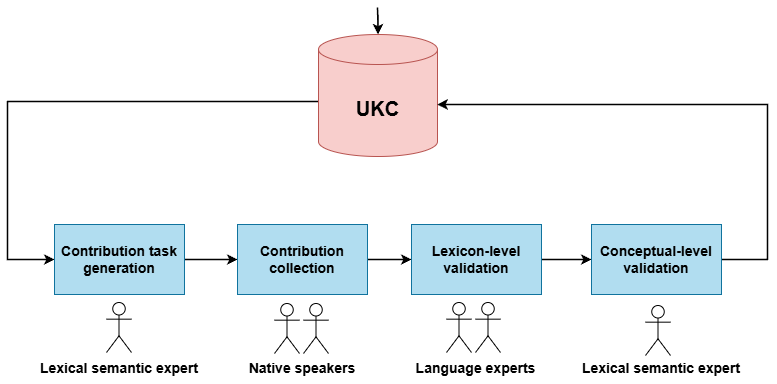 UKC
Contribution task
generation
Contribution
collection
Lexicon-level
validation
Conceptual-level
validation
Lexical semantic expert
Native speakers
Language experts
Lexical semantic expert